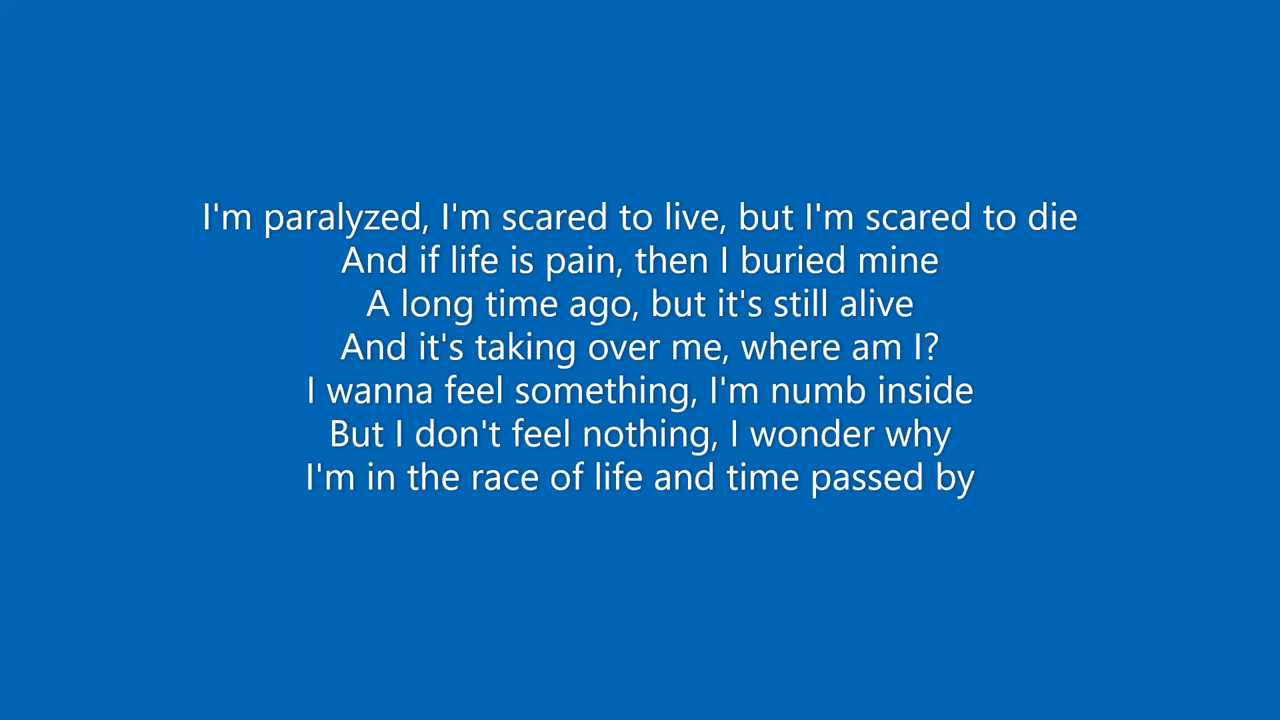 I'm paralyzed, I'm scared to live, but I'm scared to die
And if life is pain, then I buried mine
A long time ago, but it's still alive
And it's taking over me, where am I?
I wanna feel something, I'm numb inside
But I don't feel nothing, I wonder why
I'm in the race of life and time passed by